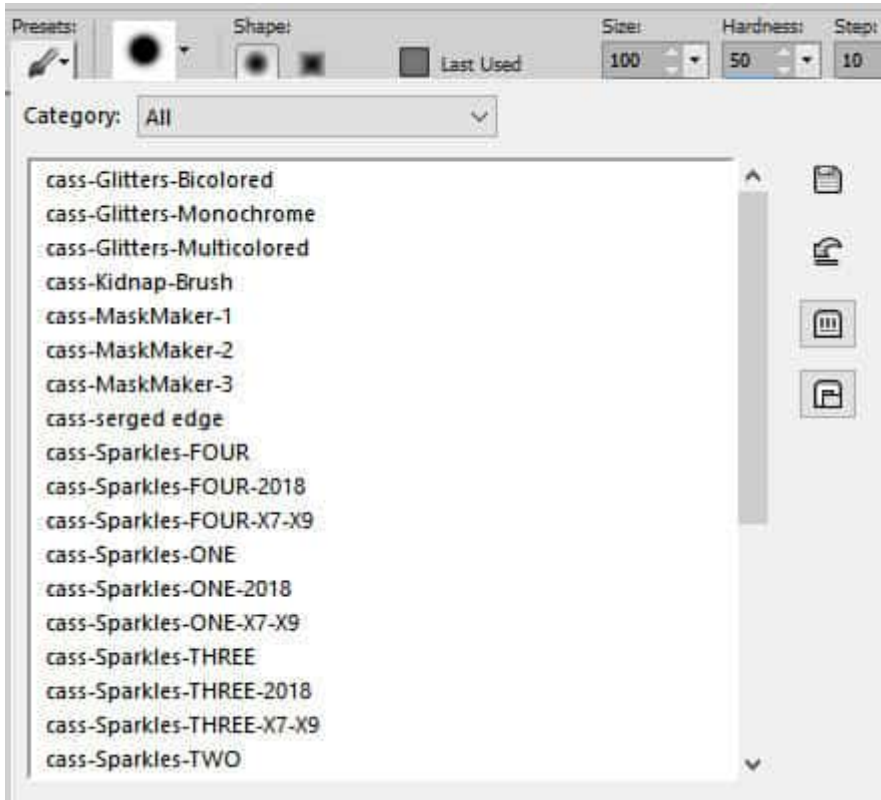 Presets: Shape: Size: Hardness: Step:
Last Used 100 50 10
Category: All
cass-Glitters-Bicolored
cass-Glitters-Monochrome
cass-Glitters-Multicolored
cass-Kidnap-Brush
cass-MaskMaker-1
cass-MaskMaker-2
cass-MaskMaker-3
cass-serged edge
cass-Sparkles-FOUR
cass-Sparkles-FOUR-2018
cass-Sparkles-FOUR-X7-X9
cass-Sparkles-ONE
cass-Sparkles-ONE-2018
cass-Sparkles-ONE-X7-X9
cass-Sparkles-THREE
cass-Sparkles-THREE-2018
cass-Sparkles-THREE-X7-X9
cass-Sparkles-TWO